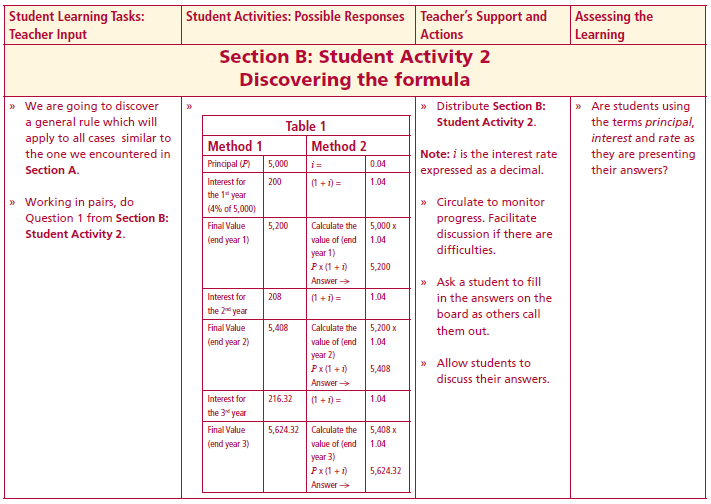 Student Learning Tasks:
Teacher Input
Student Activities: Possible Responses
Teacher's Support and
Actions
Assessing the
Learning
Section B: Student Activity 2
Discovering the formula
» We are going to discover
a general rule which will
apply to all cases similar to
the one we encountered in
Section A.
» Working in pairs, do
Question 1 from Section B:
Student Activity 2.
»
Table 1
Method 1 Method 2
Principal (P) 5,000 i = 0.04
Interest for 200 (1 + i) = 1.04
the 1st year
(4% of 5,000)
Final Value 5,200 Calculate the 5,000 x
(end year 1) value of (end 1.04
year 1)
P x (1 + i) 5,200
Answer →
Interest for 208 (1 + i) = 1.04
the 2nd year
Final Value 5,408 Calculate the 5,200 x
(end year 2) value of (end 1.04
year 2)
P x (1 + i) 5,408
Answer →
Interest for 216.32 (1 + i) = 1.04
the 3rd year
Final Value 5,624.32 Calculate the 5,408 x
(end year 3) value of (end 1.04
year 3)
P x (1 + i) 5,624.32
Answer →
» Distribute Section B:
Student Activity 2.
Note: i is the interest rate
expressed as a decimal.
» Circulate to monitor
progress. Facilitate
discussion if there are
difficulties.
» Ask a student to fill
in the answers on the
board as others call
them out.
» Allow students to
discuss their answers.
» Are students using
the terms principal,
interest and rate as
they are presenting
their answers?